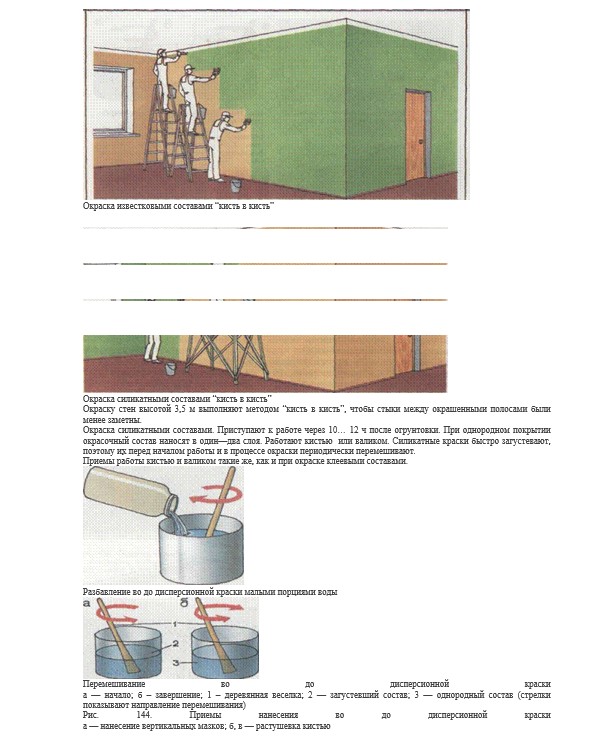 Окраска известковыми составами “кисть в кисть”
Окраска силикатными составами “кисть в кисть”
Окраску стен высотой 3,5 м выполняют методом “кисть в кисть”, чтобы стыки между окрашенными полосами были
менее заметны.
Окраска силикатными составами. Приступают к работе через 10… 12 ч после огрунтовки. При однородном покрытии
окрасочный состав наносят в один—два слоя. Работают кистью или валиком. Силикатные краски быстро загустевают,
поэтому их перед началом работы и в процессе окраски периодически перемешивают.
Приемы работы кистью и валиком такие же, как и при окраске клеевыми составами.
Разбавление во до дисперсионной краски малыми порциями воды
а б
1
2
3
Перемешивание во до дисперсионной краски
а — начало; б – завершение; 1 – деревянная веселка; 2 — загустевший состав; 3 — однородный состав (стрелки
показывают направление перемешивания)
Рис. 144. Приемы нанесения во до дисперсионной краски
а — нанесение вертикальных мазков; б, в — растушевка кистью